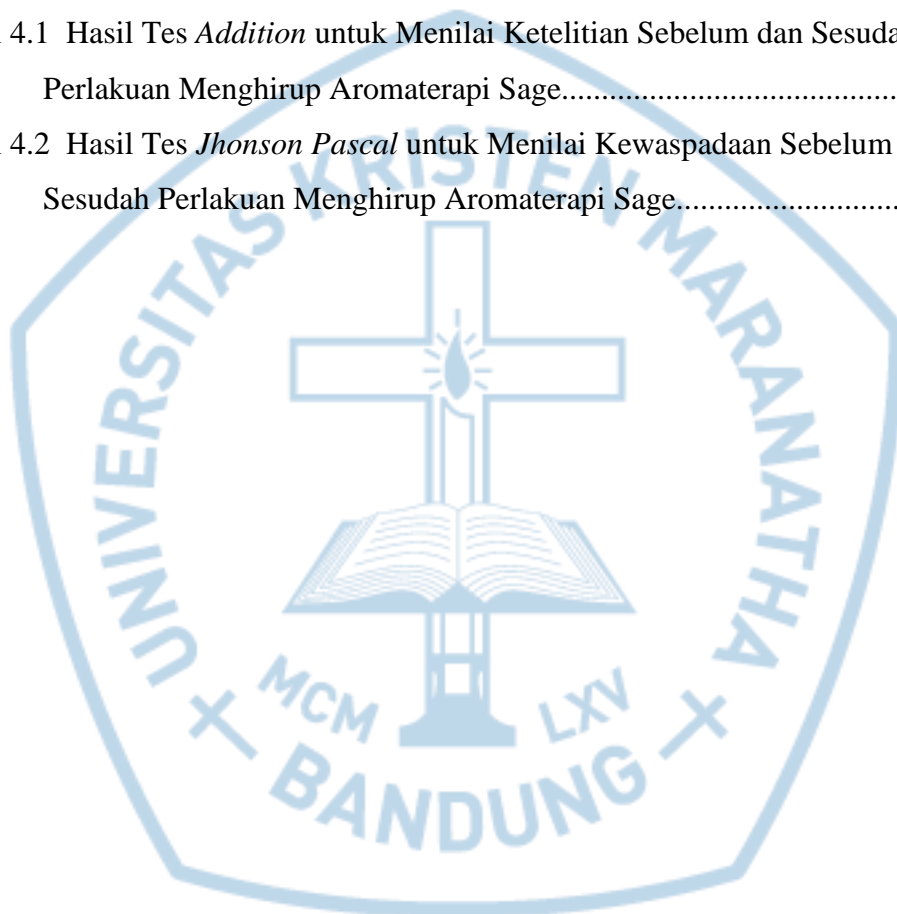 4.1 Hasil Tes Addition untuk Menilai Ketelitian Sebelum dan Sesuda
Perlakuan Menghirup Aromaterapi Sage..........................................
4.2 Hasil Tes Jhonson Pascal untuk Menilai Kewaspadaan Sebelum
Sesudah Perlakuan Menghirup Aromaterapi Sage............................
UNIVERSITAS KRISTEN MARANATHA
MCM LXV
BANDUNG